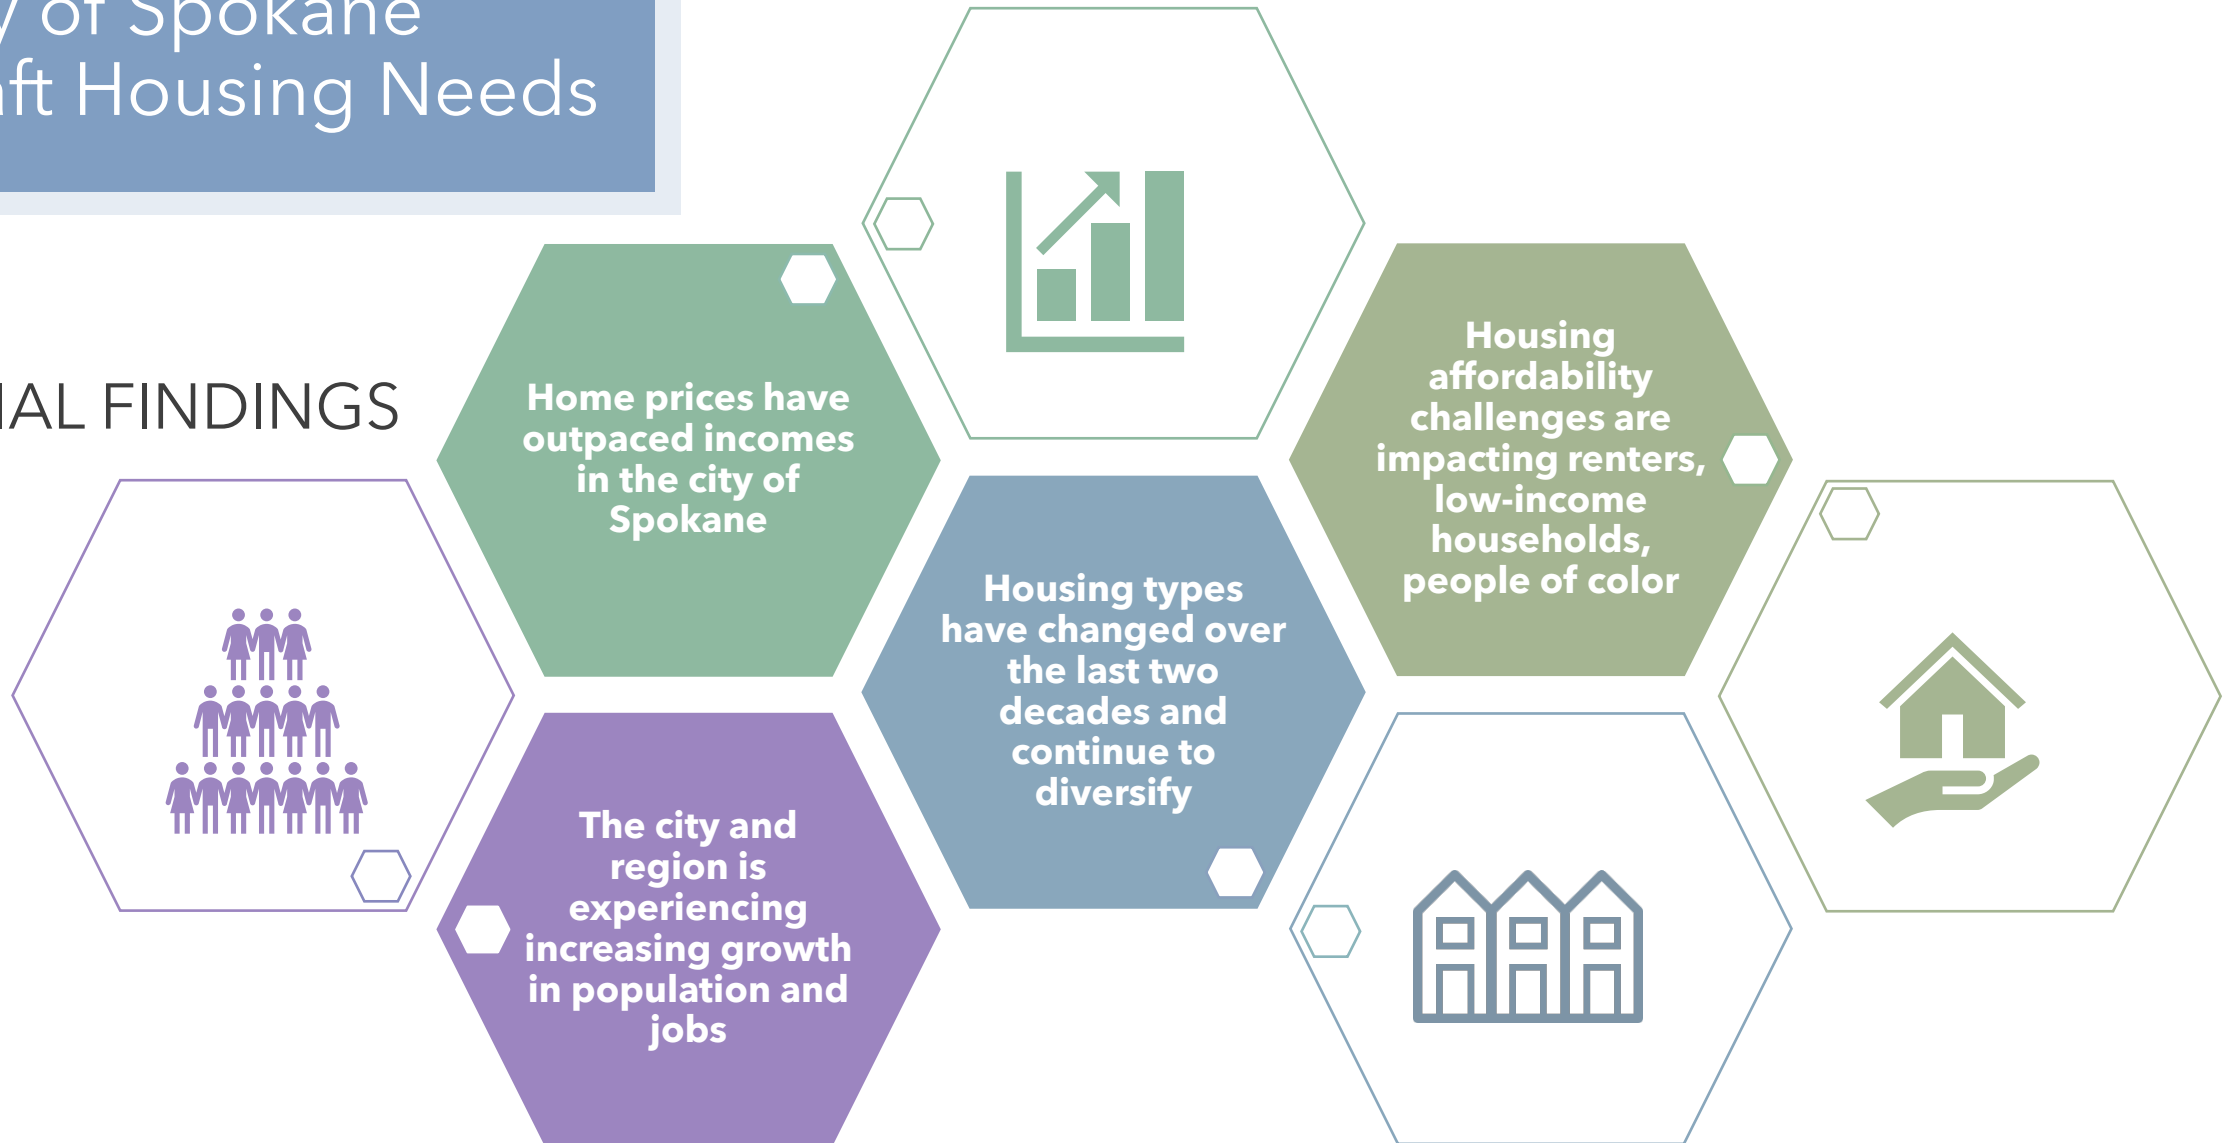 of Spokane
Housing Needs
FINDINGS
Home prices have
outpaced incomes
in the city of
Spokane
Housing
affordability
challenges are
impacting renters,
low-income
households,
people of color
Housing types
have changed over
the last two
decades and
continue to
diversify
The city and
region is
experiencing
increasing growth
in population and
jobs